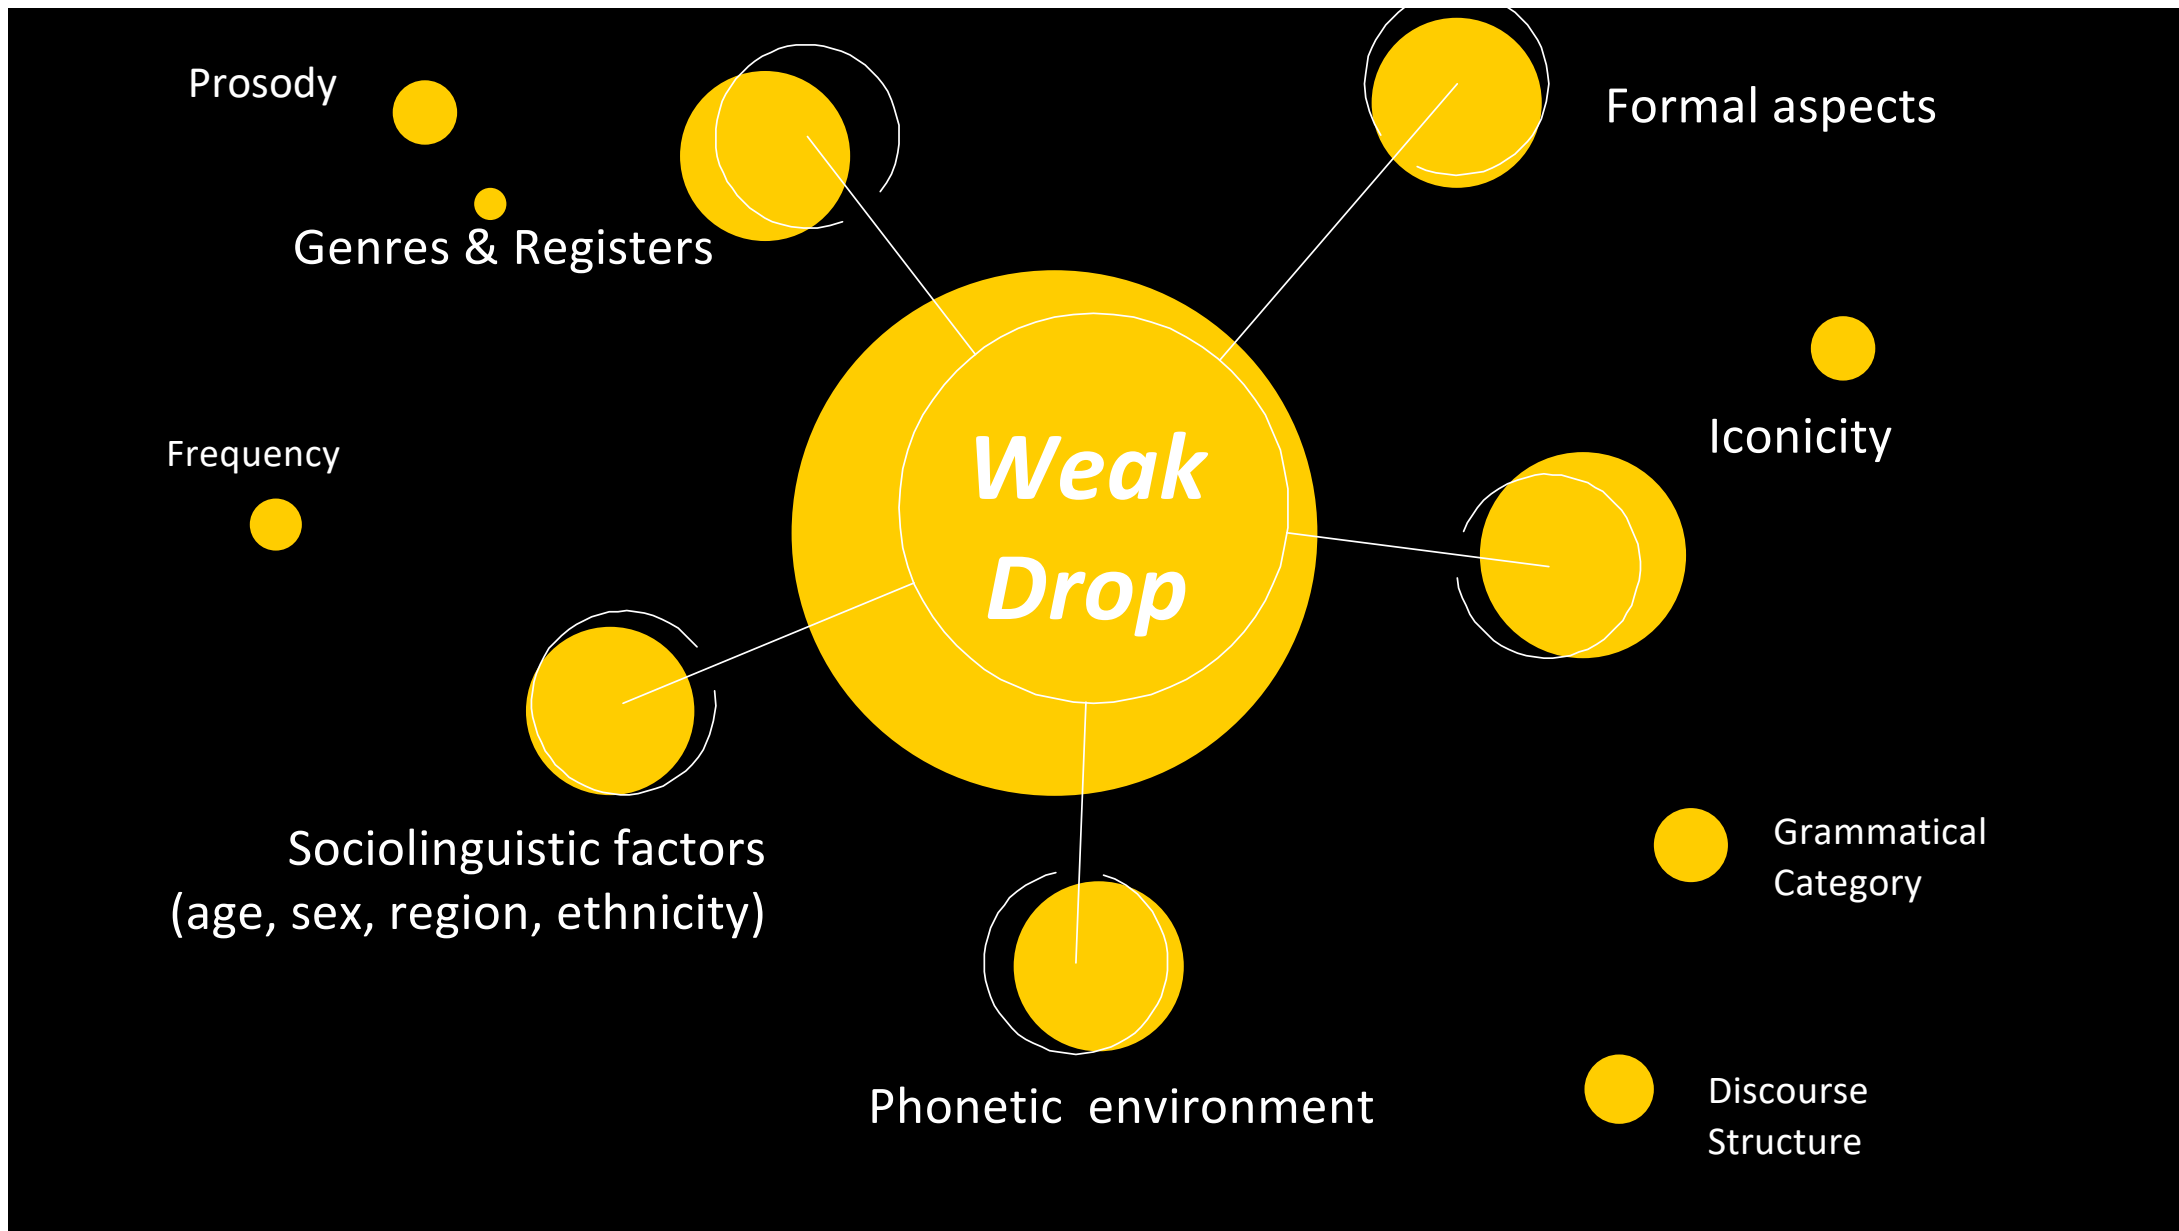 Prosody
Formal aspects
Genres & Registers
Iconicity
Frequency
Weak
Drop
Sociolinguistic factors
(age, sex, region, ethnicity)
Grammatical
Category
Phonetic environment
Discourse
Structure